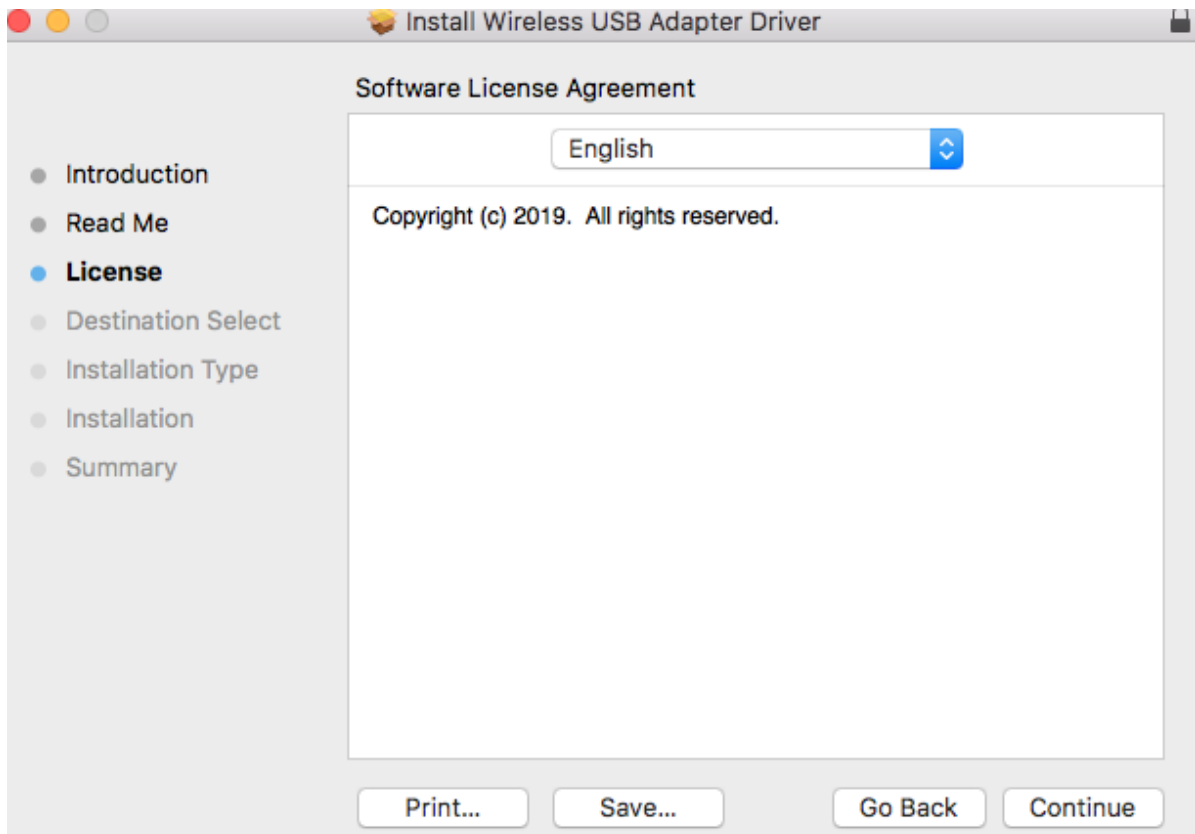 Install Wireless USB Adapter Driver
Software License Agreement
English
Introduction
Read Me
License
Destination Select
Installation Type
Installation
Summary
Copyright (c) 2019.  All rights reserved.
Print...
Save...
Go Back
Continue